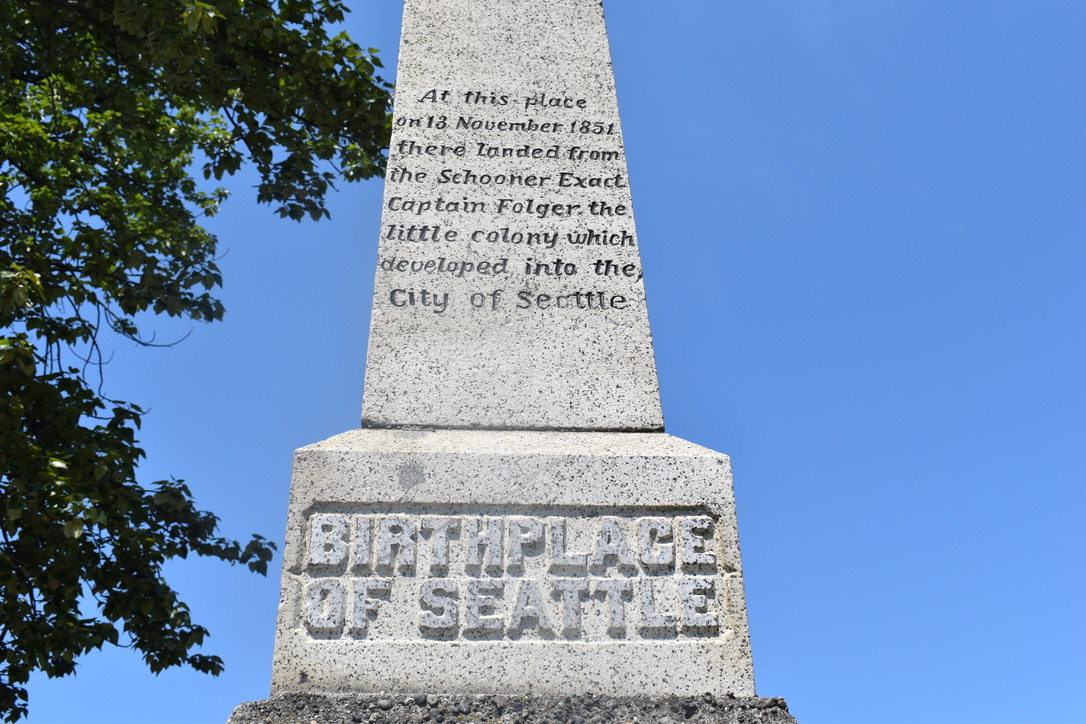 At this place
on 13 November 1851
there landed from
the Schooner Exact
Captain Folger the
little colony which
developed into the
City of Seattle
BIRTHPLACE
OF SEATTLE